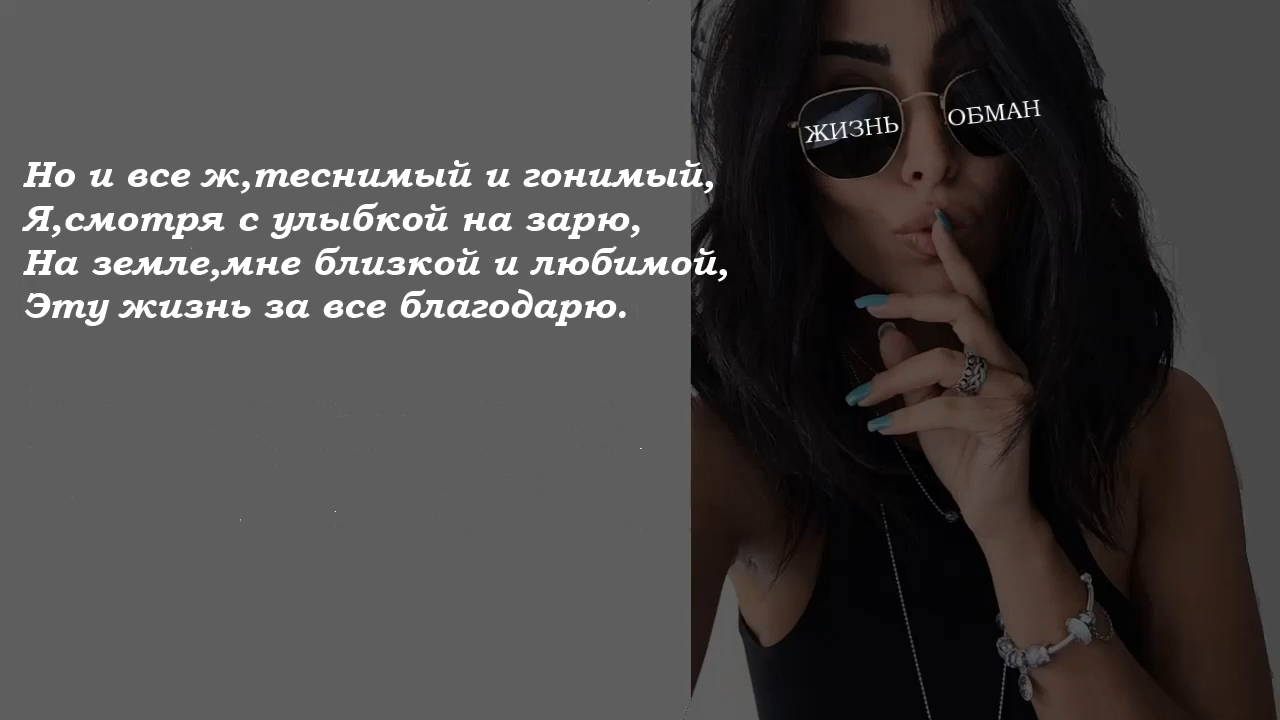 Но и все ж,теснимый и гонимый,
Я,смотря с улыбкой на зарю,
На земле,мне близкой и любимой,
Эту жизнь за все благодарю.
ЖИЗНЬ ОБМАН